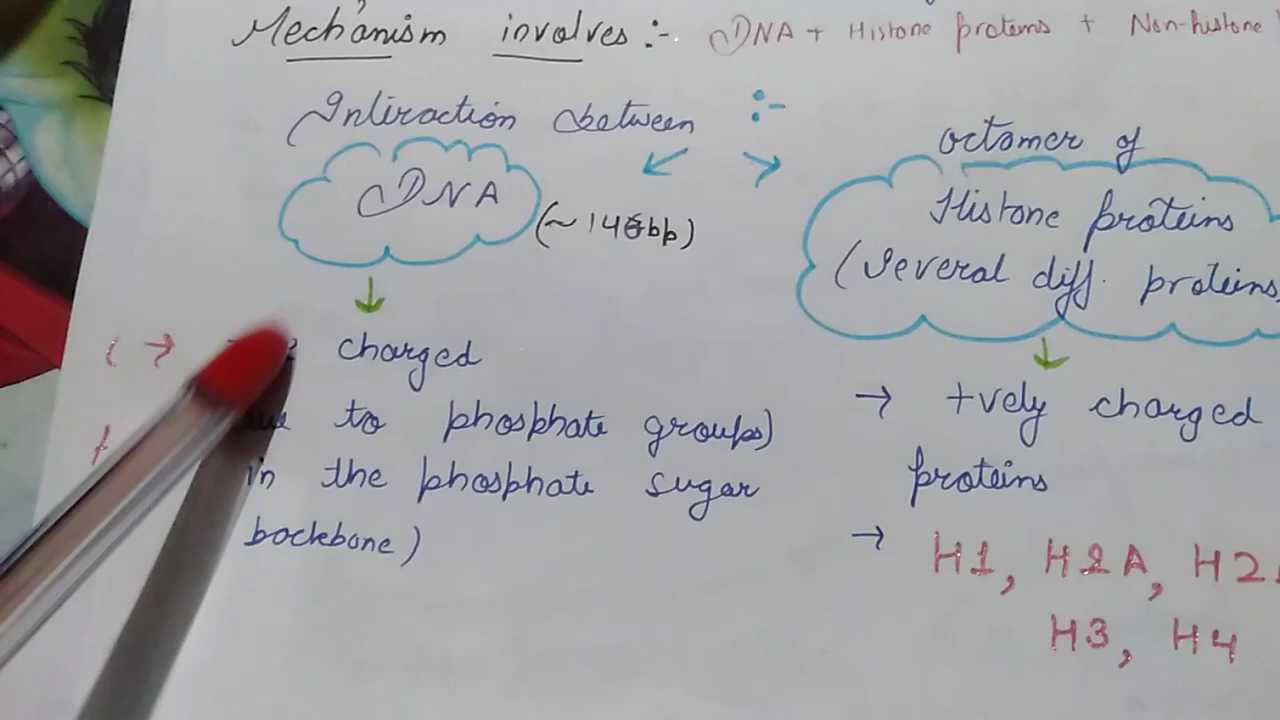 Mechanism involves :- DNA + Histone proteins + Non-histone
Interaction between :-
DNA (~146bp)
octamer of
Histone proteins
(Several diff. proteins
charged
to phosphate groups)
in the phosphate sugar
backbone)
→ +vely charged
proteins
→ H1, H2A, H2
H3, H4